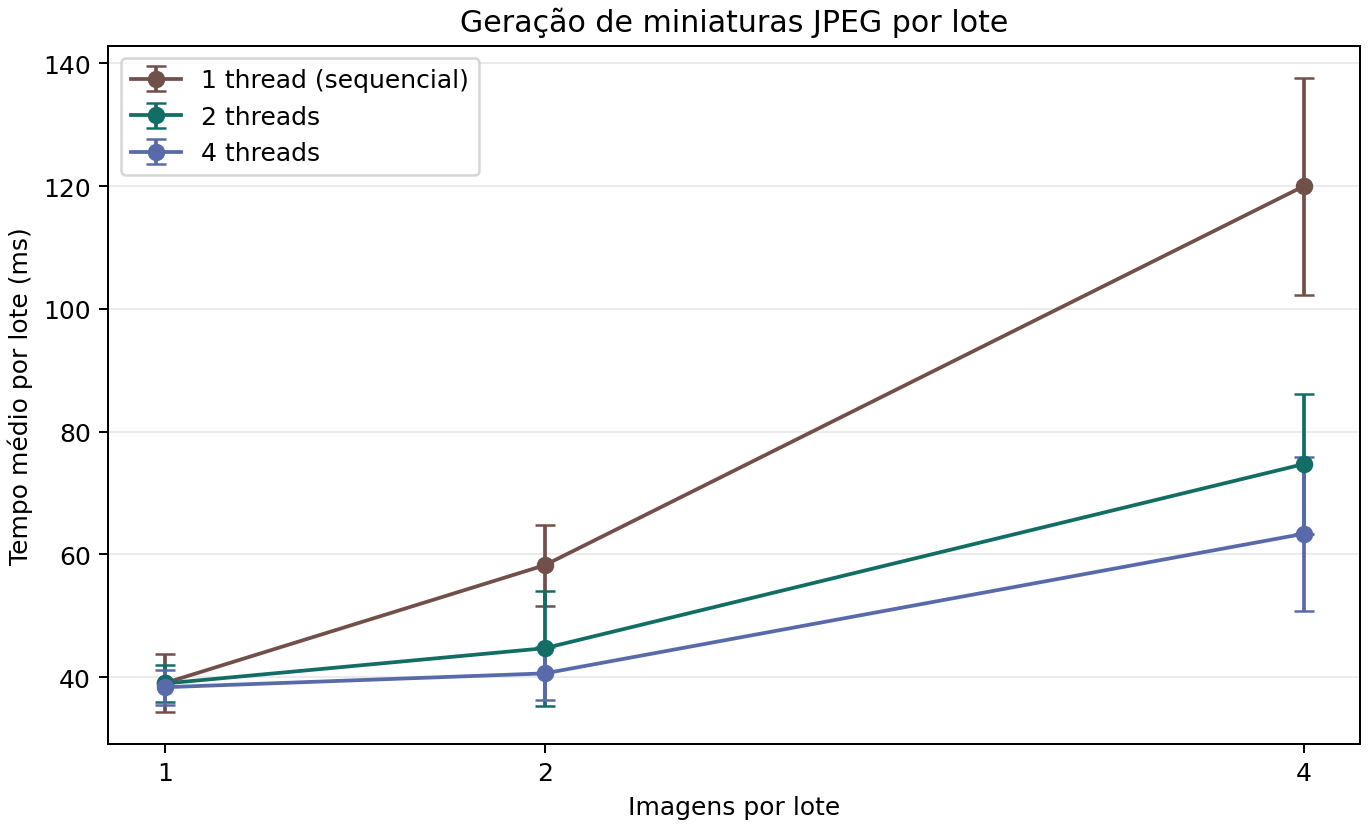 Geração de miniaturas JPEG por lote
1 thread (sequencial)
2 threads
4 threads
Tempo médio por lote (ms)
140
120
100
80
60
40
1
2
4
Imagens por lote